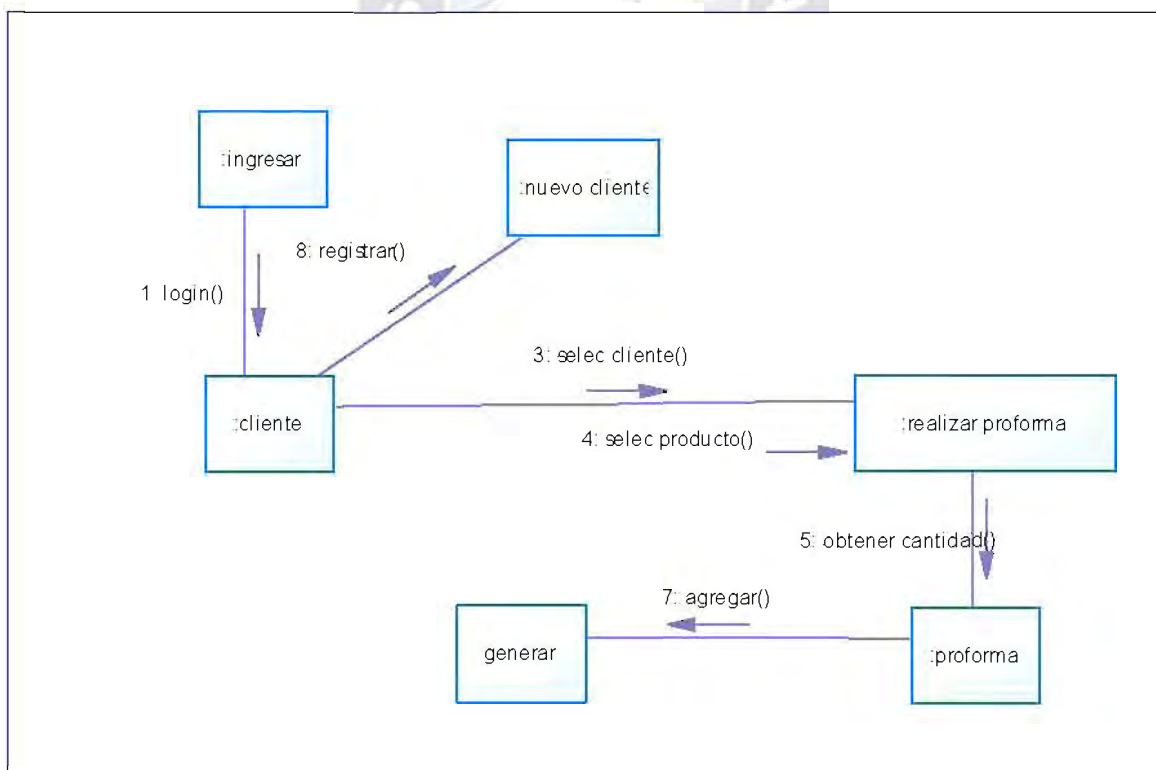 :ingresar
:nuevo cliente
8: registrar()
1 login()
3: selec cliente()
:cliente
:realizar proforma
4: selec producto()
5: obtener cantidad()
7: agregar()
generar
:proforma